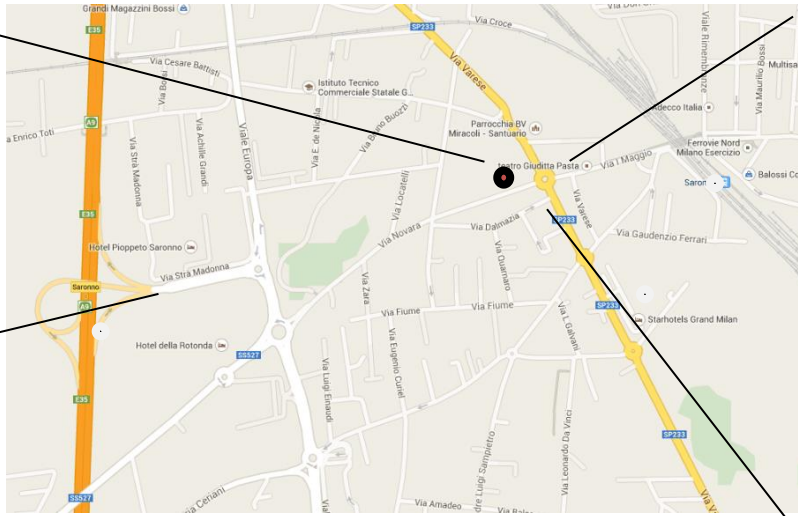 Grandi Magazzini Bossi
E35
SP233
Via Croce
Viale Rimembranze
Via Maurilio Bossi
Via Cesare Battisti
Via Varese
Istituto Tecnico
Commerciale Statale G...
Adecco Italia
A9
a Enrico Toti
Via Achille Grandi
Via Strà Madonna
Viale Europa
Via E. de Nicola
Via Bruno Buozzi
Parrocchia BV
Miracoli - Santuario
Ferrovie Nord
Milano Esercizio
teatro Giuditta Pasta
Via I Maggio
Balossi Co
Via Locatelli
Via Varese
E35
SP233
Via Novara
Via Dalmazia
Via Gaudenzio Ferrari
Hotel Pioppeto Saronno
Via Quarnaro
Via Strà Madonna
Saronno
Via Zara
A9
Via Fiume
Via Fiume
SP233
Starhotels Grand Milan
Hotel della Rotonda
SS527
Via L Galvani
Via Eugenio Curiel
Via Luigi Einaudi
E35
Via Leonardo Da Vinci
dre Luigi Sampietro
SP233
SS527
Via Ceriani
Via Amadeo